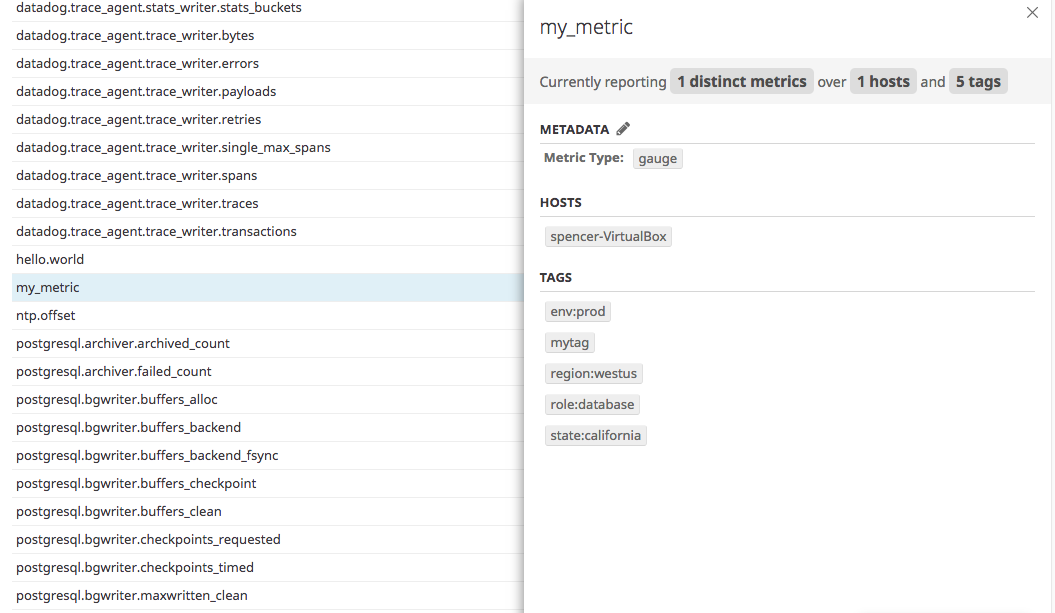 datadog.trace_agent.stats_writer.stats_buckets
datadog.trace_agent.trace_writer.bytes
datadog.trace_agent.trace_writer.errors
datadog.trace_agent.trace_writer.payloads
datadog.trace_agent.trace_writer.retries
datadog.trace_agent.trace_writer.single_max_spans
datadog.trace_agent.trace_writer.spans
datadog.trace_agent.trace_writer.traces
datadog.trace_agent.trace_writer.transactions
hello.world
my_metric
ntp.offset
postgresql.archiver.archived_count
postgresql.archiver.failed_count
postgresql.bgwriter.buffers_alloc
postgresql.bgwriter.buffers_backend
postgresql.bgwriter.buffers_backend_fsync
postgresql.bgwriter.buffers_checkpoint
postgresql.bgwriter.buffers_clean
postgresql.bgwriter.checkpoints_requested
postgresql.bgwriter.checkpoints_timed
postgresql.bgwriter.maxwritten_clean
my_metric
Currently reporting 1 distinct metrics over 1 hosts and 5 tags
METADATA
Metric Type: gauge
HOSTS
spencer-VirtualBox
TAGS
env:prod
mytag
region:westus
role:database
state:california